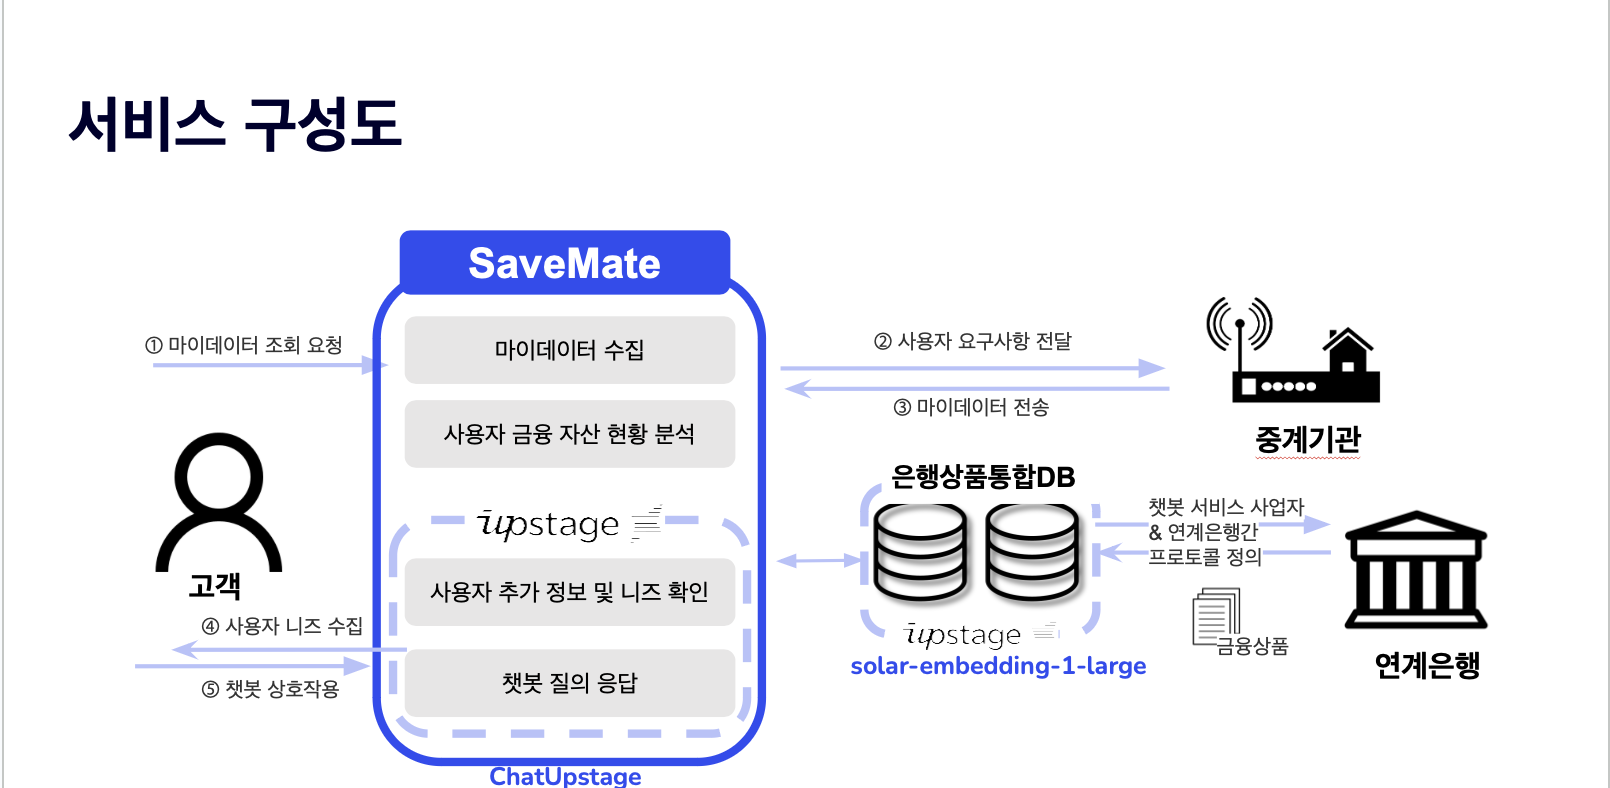 서비스 구성도
SaveMate
① 마이데이터 조회 요청
마이데이터 수집
사용자 금융 자산 현황 분석
upstage
사용자 추가 정보 및 니즈 확인
챗봇 질의 응답
ChatUpstage
고객
④ 사용자 니즈 수집
⑤ 챗봇 상호작용
② 사용자 요구사항 전달
③ 마이데이터 전송
중계기관
은행상품통합DB
upstage
solar-embedding-1-large
챗봇 서비스 사업자
& 연계은행간
프로토콜 정의
금융상품
연계은행